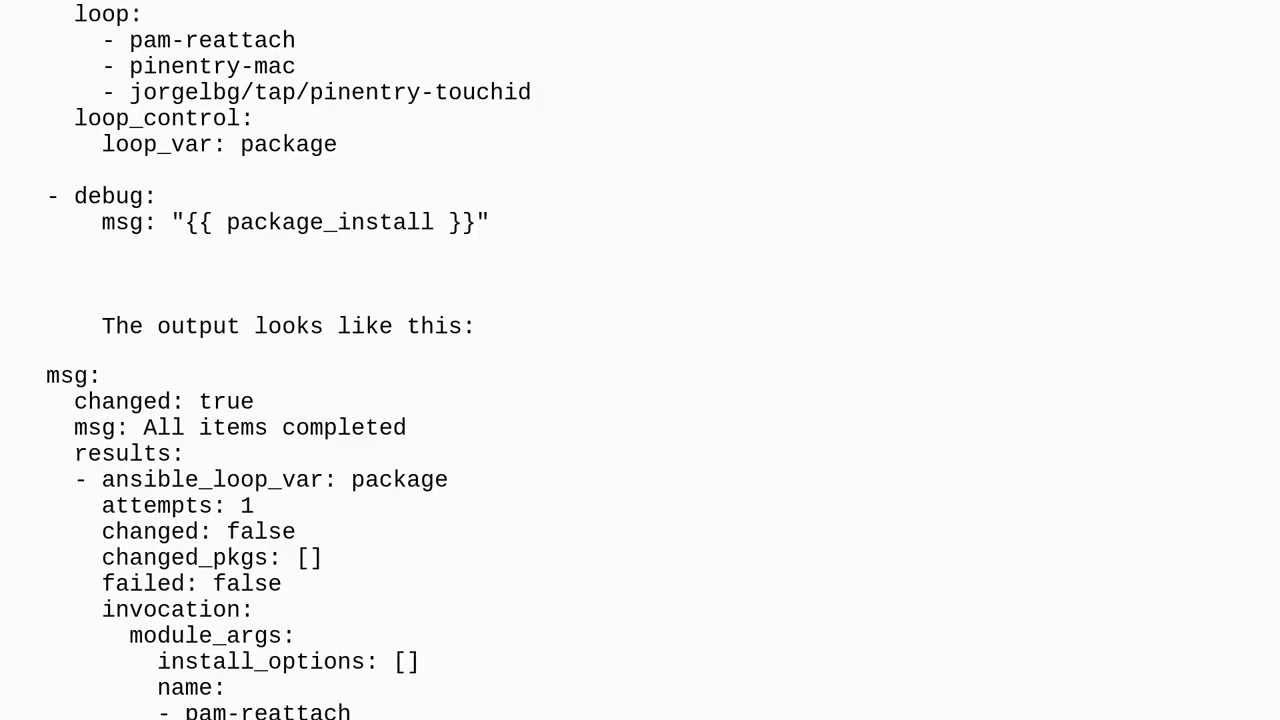 loop:
- pam-reattach
- pinentry-mac
- jorgelbg/tap/pinentry-touchid
loop_control:
loop_var: package
- debug:
msg: "{{ package_install }}"
The output looks like this:
msg:
changed: true
msg: All items completed
results:
- ansible_loop_var: package
attempts: 1
changed: false
changed_pkgs: []
failed: false
invocation:
module_args:
install_options: []
name:
- pam-reattach